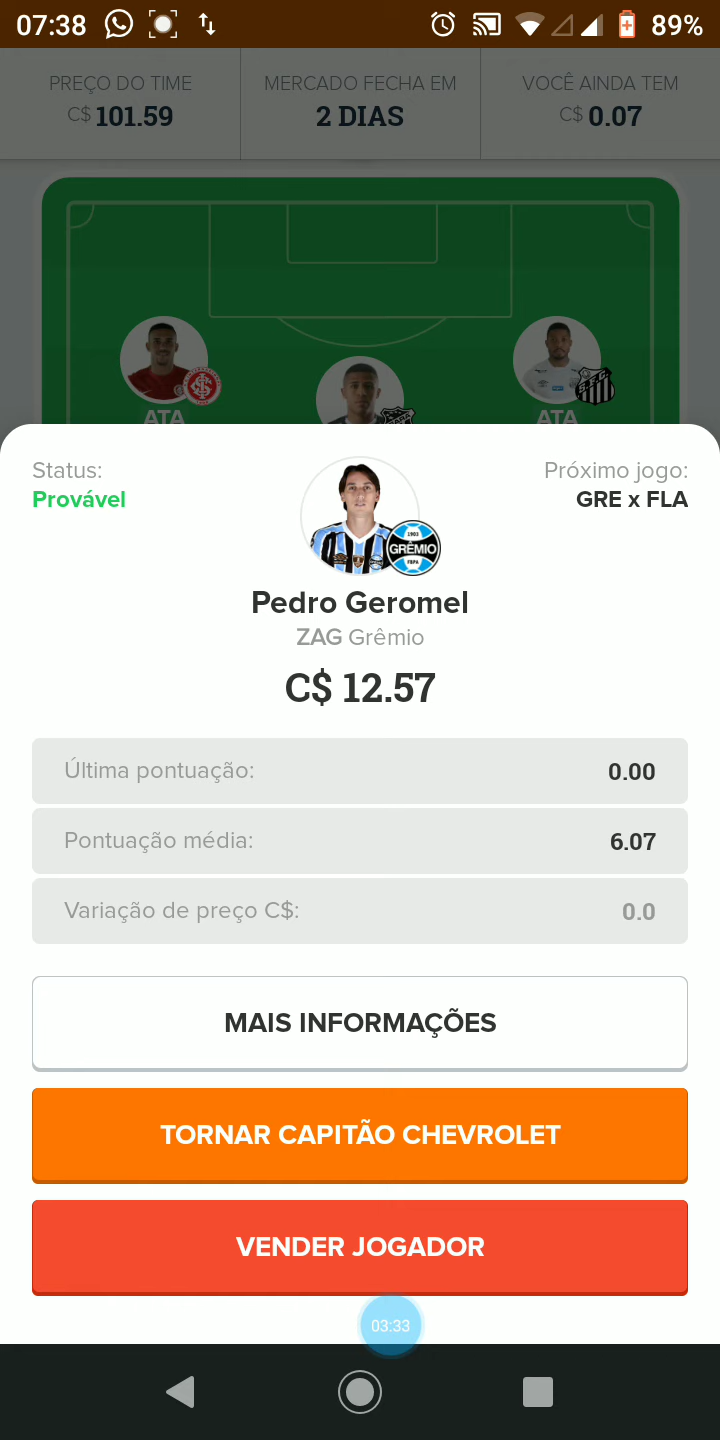 07:38
89%
PREÇO DO TIME
C$ 101.59
MERCADO FECHA EM
2 DIAS
VOCÊ AINDA TEM
C$ 0.07
ATA
ATA
Status:
Provável
Próximo jogo:
GRE x FLA
1903
GRÊMIO
FBPA
Pedro Geromel
ZAG Grêmio
C$ 12.57
Última pontuação:
0.00
Pontuação média:
6.07
Variação de preço C$:
0.0
MAIS INFORMAÇÕES
TORNAR CAPITÃO CHEVROLET
VENDER JOGADOR
03:33